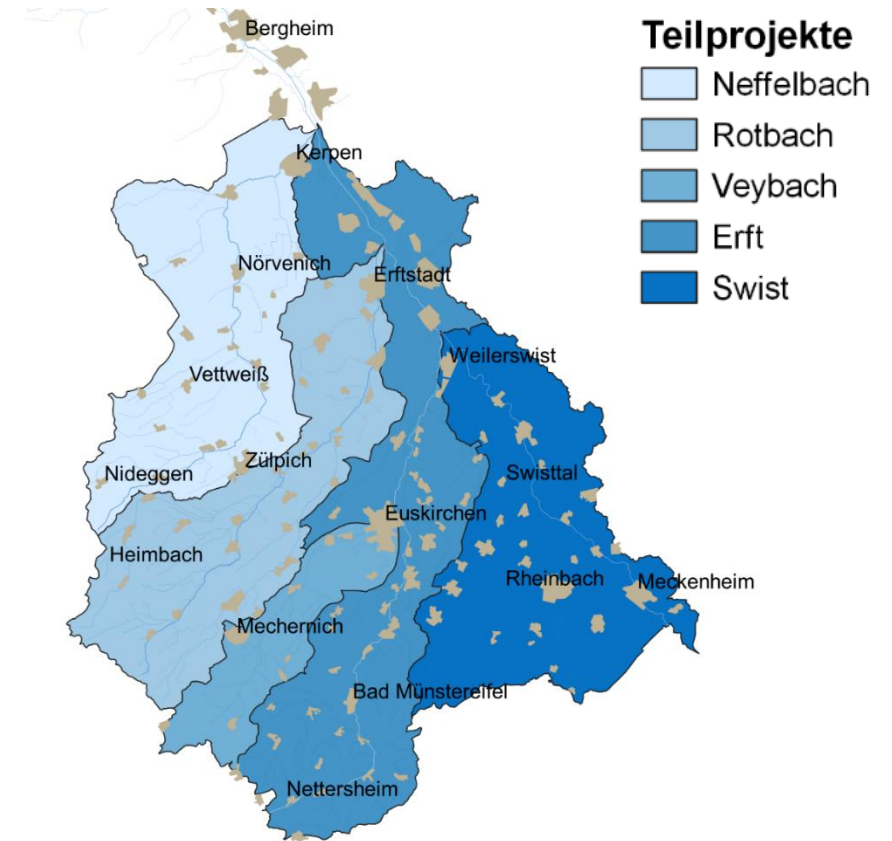 Bergheim
Teilprojekte
Neffelbach
Rotbach
Veybach
Erft
Swist
Kerpen
Nörvenich
Erftstadt
Weilerswist
Vettweiß
Nideggen
Zülpich
Swisttal
Euskirchen
Heimbach
Rheinbach
Meckenheim
Mechernich
Bad Münstereifel
Nettersheim